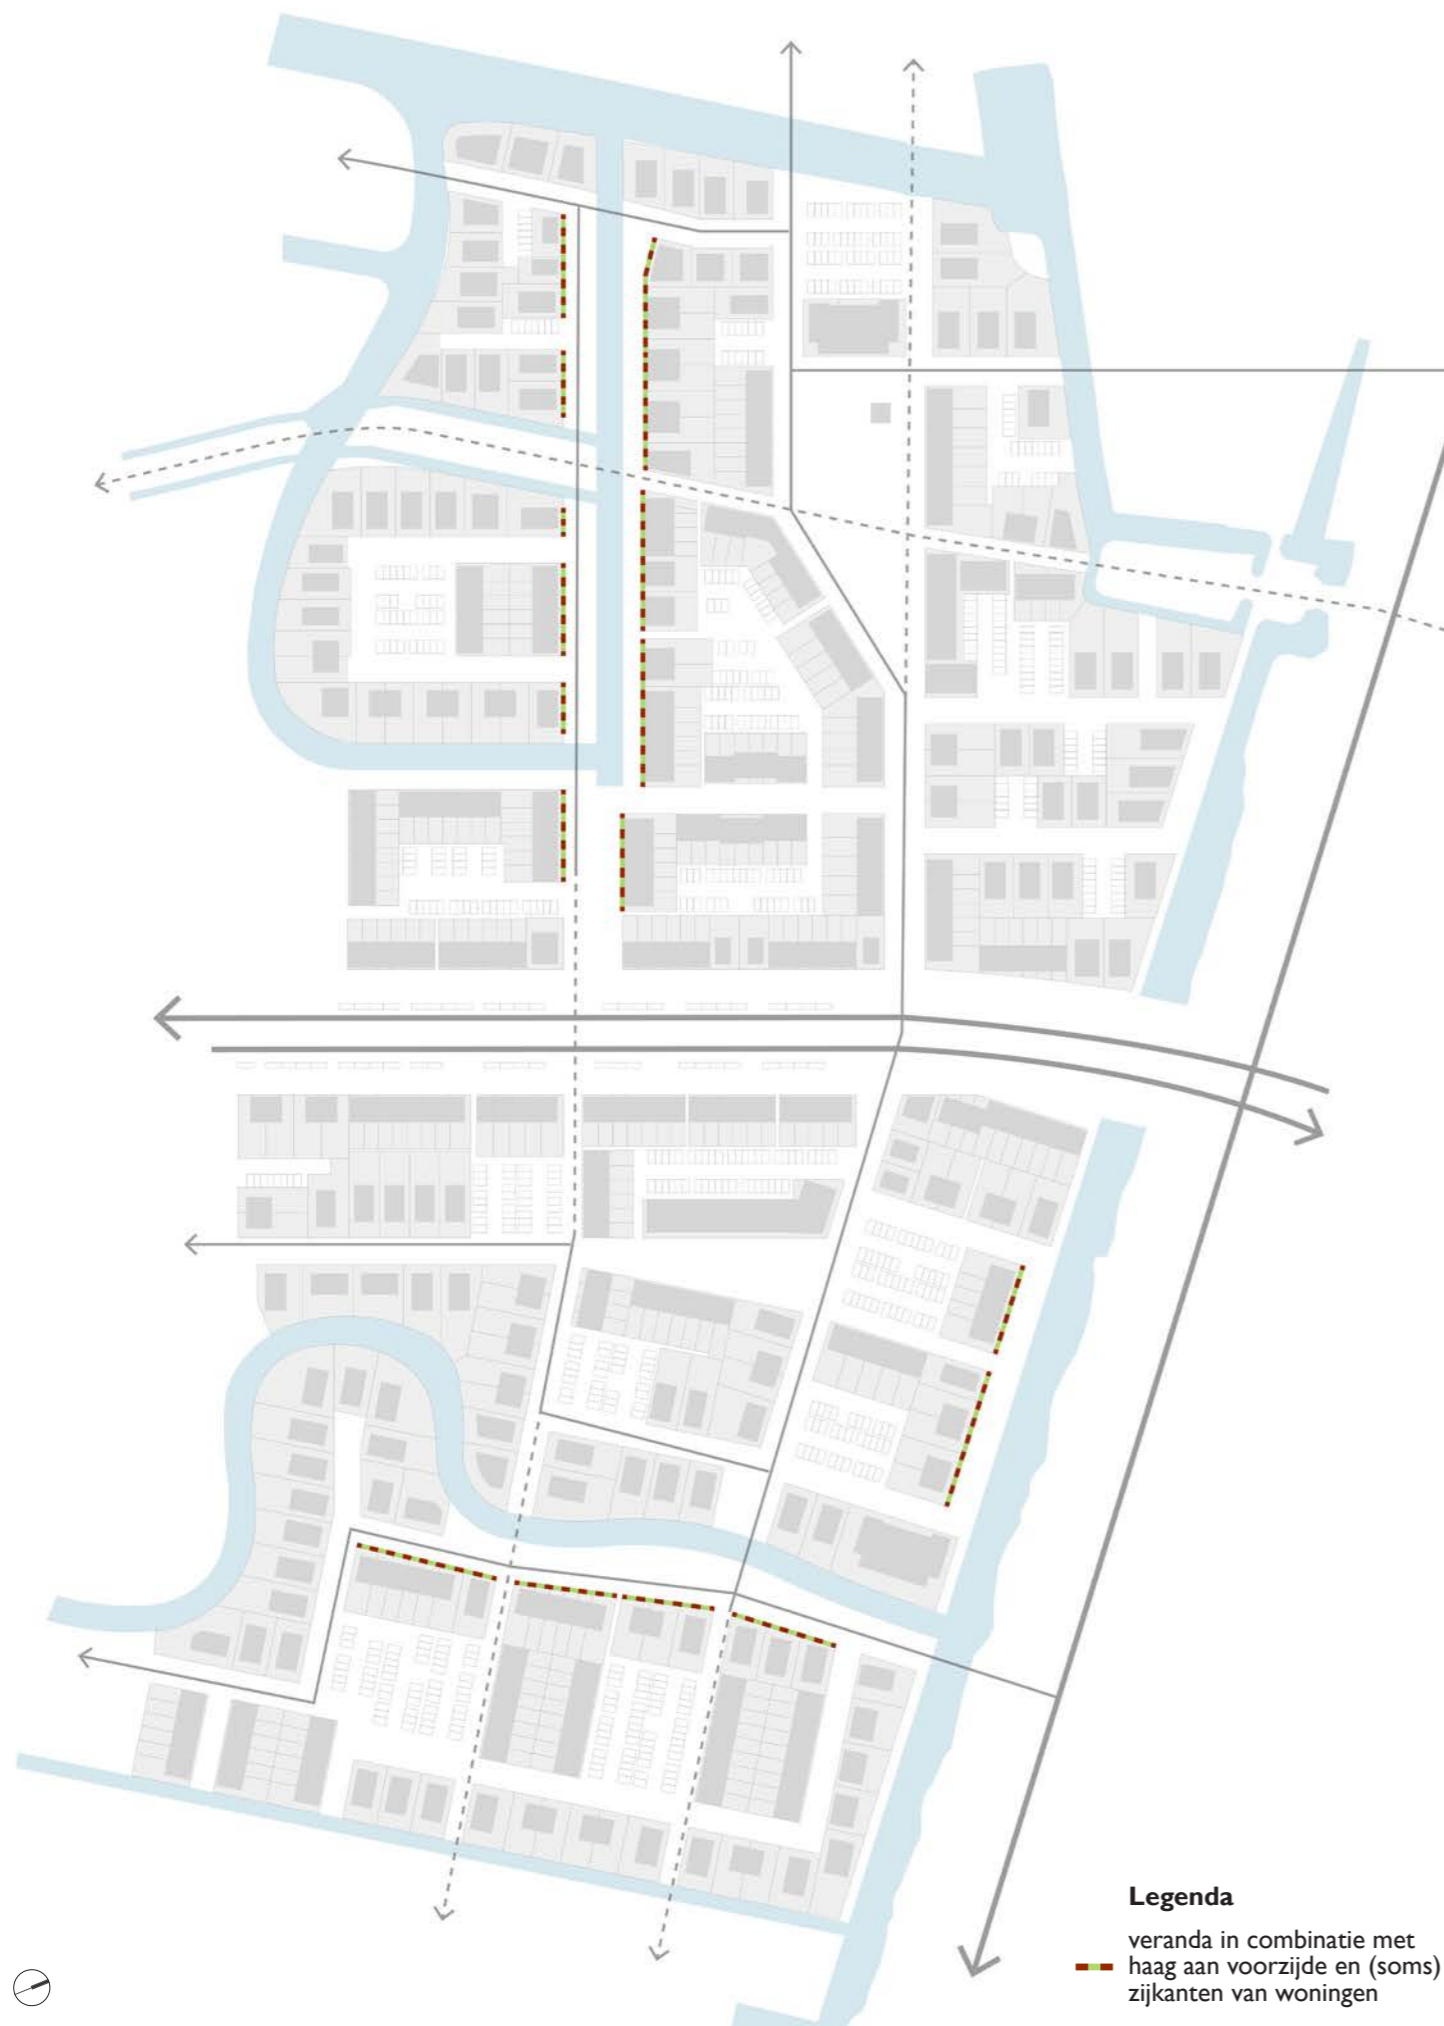 Legenda
veranda in combinatie met
haag aan voorzijde en (soms)
zijkanten van woningen